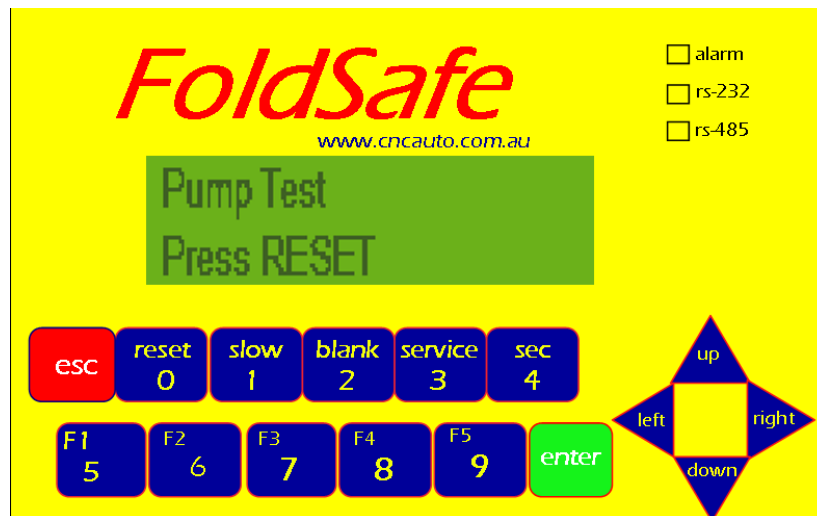 FoldSafe
www.cncauto.com.au
alarm
rs-232
rs-485
Pump Test
Press RESET
esc
reset
0
slow
1
blank
2
service
3
sec
4
F1
5
F2
6
F3
7
F4
8
F5
9
enter
up
left
right
down